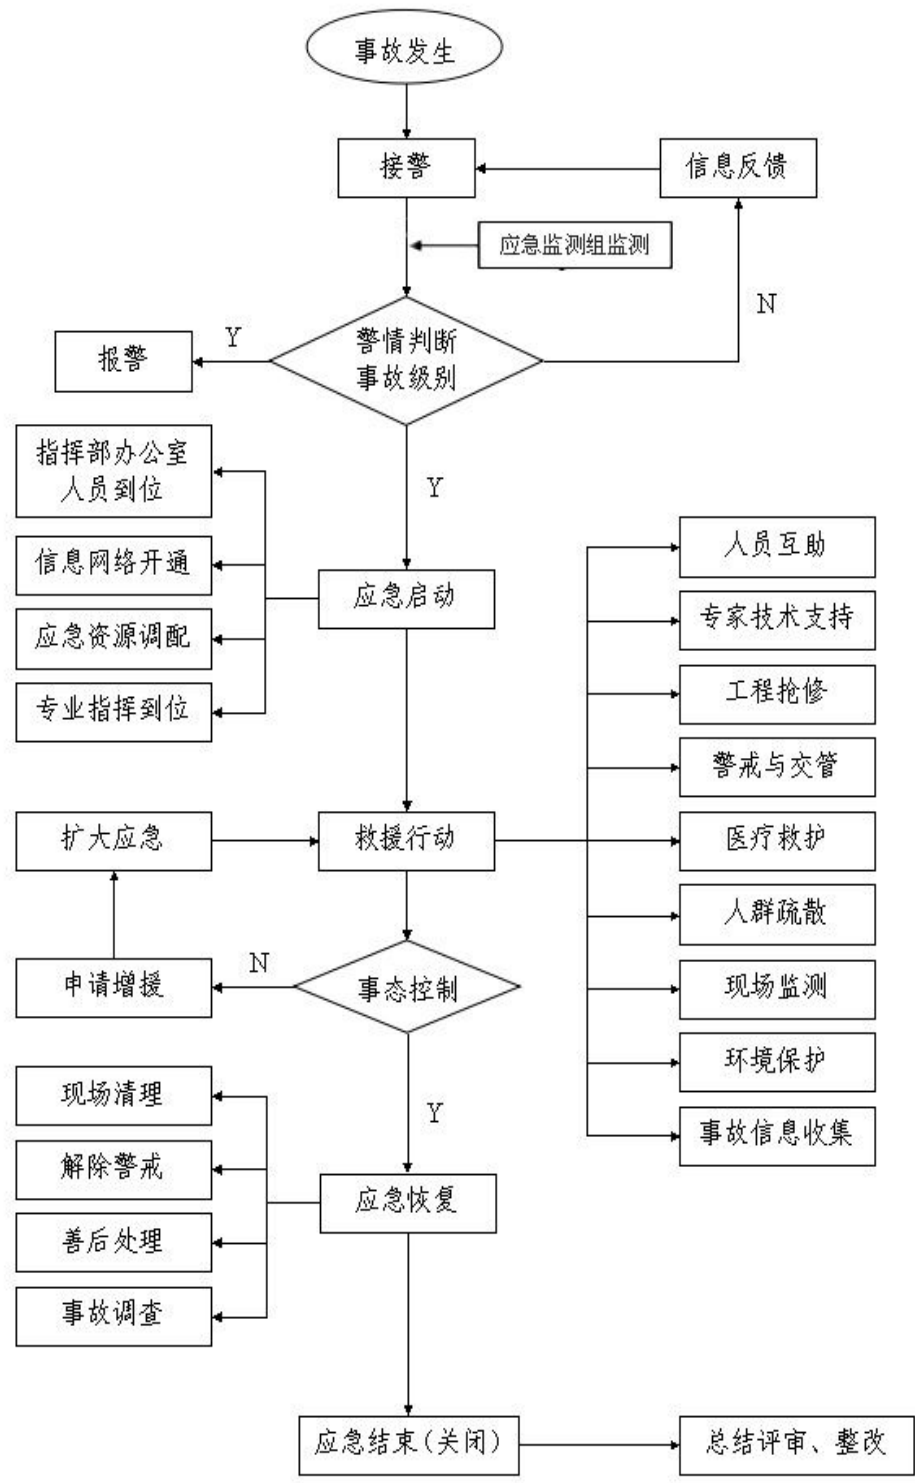 事故发生
接警
信息反馈
应急监测组监测
N
Y
警情判断
事故级别
报警
指挥部办公室
人员到位
Y
信息网络开通
应急启动
应急资源调配
专业指挥到位
人员互助
专家技术支持
工程抢修
警戒与交管
扩大应急
救援行动
医疗救护
人群疏散
申请增援
N
事态控制
现场监测
环境保护
现场清理
Y
事故信息收集
解除警戒
应急恢复
善后处理
事故调查
应急结束(关闭)
总结评审、整改